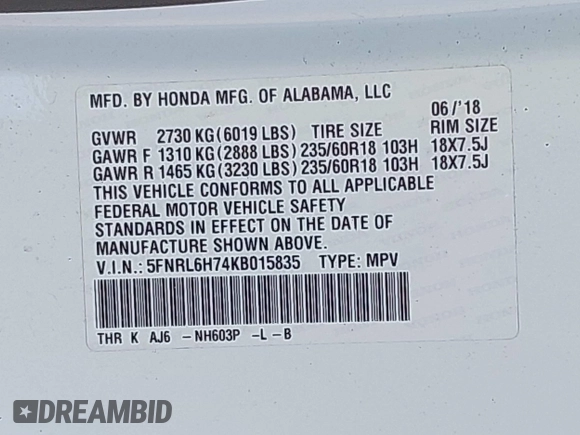 MFD. BY HONDA MFG. OF ALABAMA, LLC
06/'18
GVWR 2730 KG (6019 LBS) TIRE SIZE RIM SIZE
GAWR F 1310 KG (2888 LBS) 235/60R18 103H 18X7.5J
GAWR R 1465 KG (3230 LBS) 235/60R18 103H 18X7.5J
THIS VEHICLE CONFORMS TO ALL APPLICABLE
FEDERAL MOTOR VEHICLE SAFETY
STANDARDS IN EFFECT ON THE DATE OF
MANUFACTURE SHOWN ABOVE.
V.I.N.: 5FNRL6H74KB015835 TYPE: MPV
THR K AJ6 -NH603P -L -B
DREAMBID